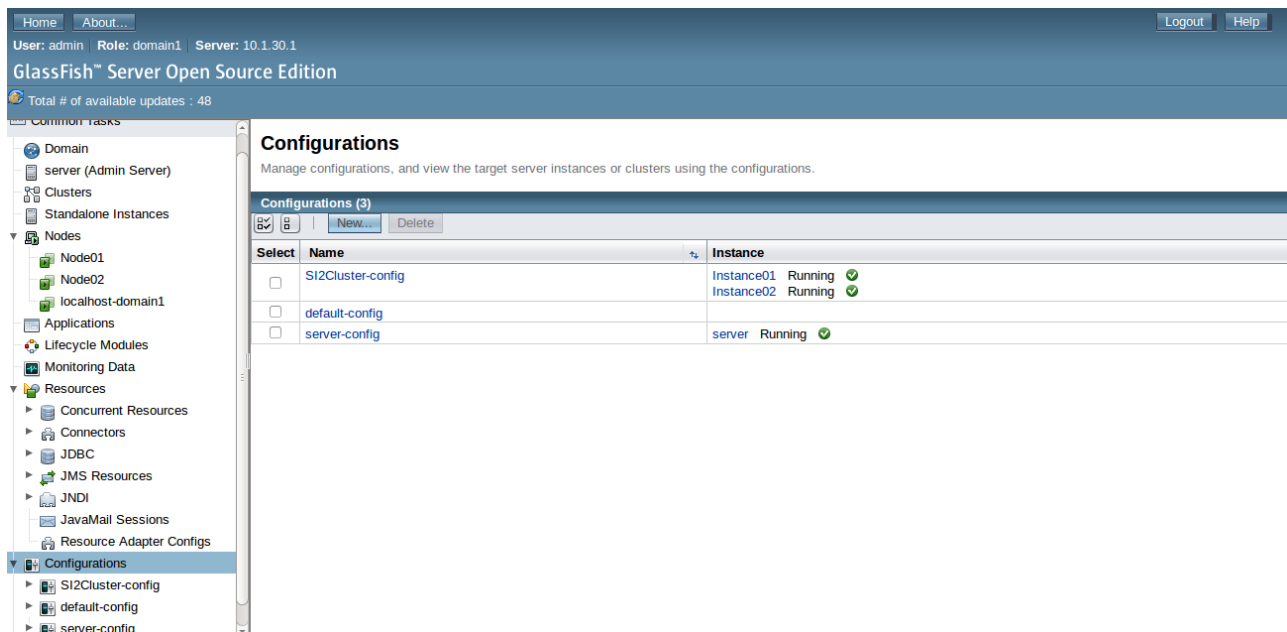 Home About... Logout Help
User: admin Role: domain1 Server: 10.1.30.1
GlassFish™ Server Open Source Edition
Total # of available updates : 48
Common Tasks
Domain
server (Admin Server)
Clusters
Standalone Instances
Nodes
Node01
Node02
localhost-domain1
Applications
Lifecycle Modules
Monitoring Data
Resources
Concurrent Resources
Connectors
JDBC
JMS Resources
JNDI
JavaMail Sessions
Resource Adapter Configs
Configurations
SI2Cluster-config
default-config
server-config
Configurations
Manage configurations, and view the target server instances or clusters using the configurations.
Configurations (3)
New... Delete
Select Name Instance
SI2Cluster-config Instance01 Running
Instance02 Running
default-config
server-config server Running